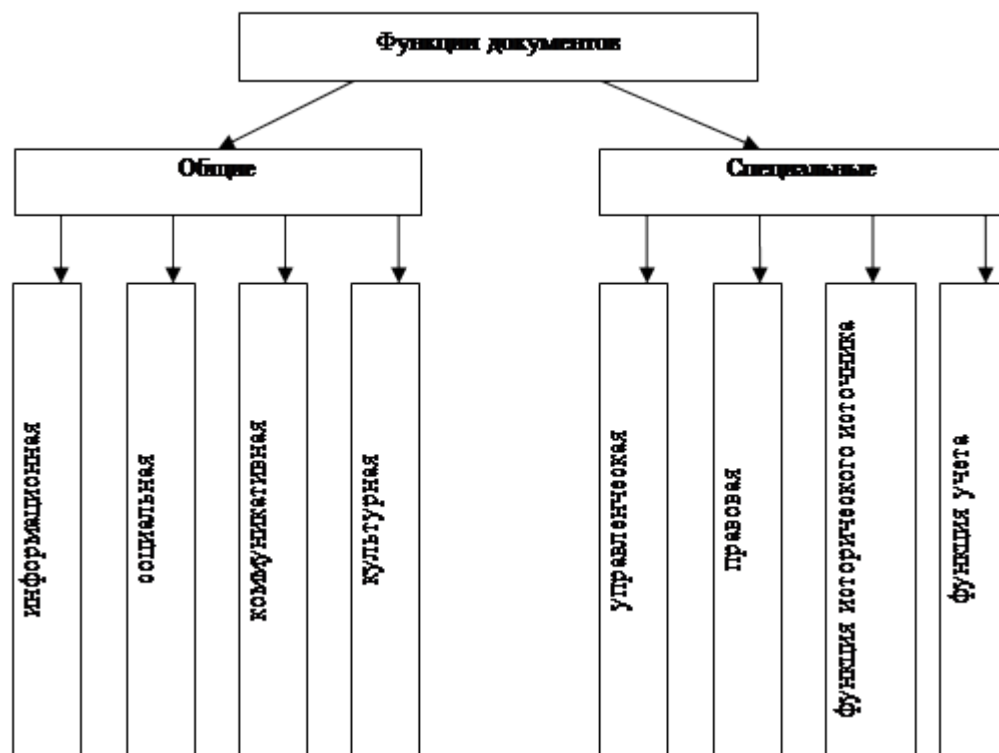 Функции документов
Общие
Специальные
информационная
социальная
коммуникативная
культурная
управленческая
правовая
функция исторического источника
функция учета